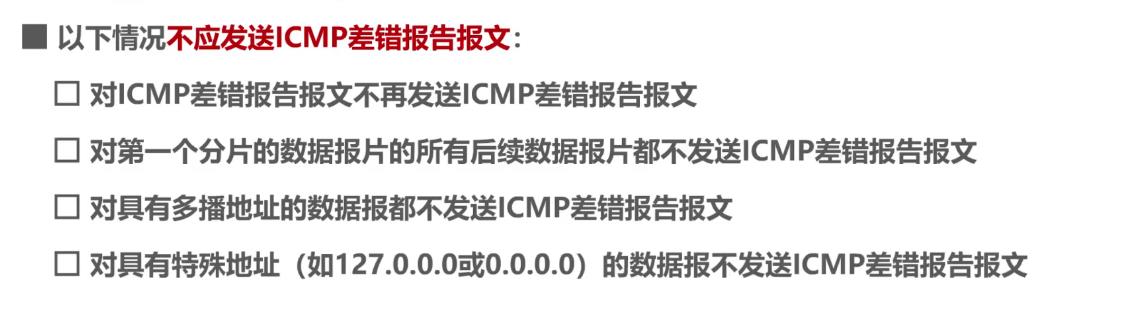 ■ 以下情况不应发送ICMP差错报告报文：
□ 对ICMP差错报告报文不再发送ICMP差错报告报文
□ 对第一个分片的数据报片的所有后续数据报片都不发送ICMP差错报告报文
□ 对具有多播地址的数据报都不发送ICMP差错报告报文
□ 对具有特殊地址（如127.0.0.0或0.0.0.0）的数据报不发送ICMP差错报告报文